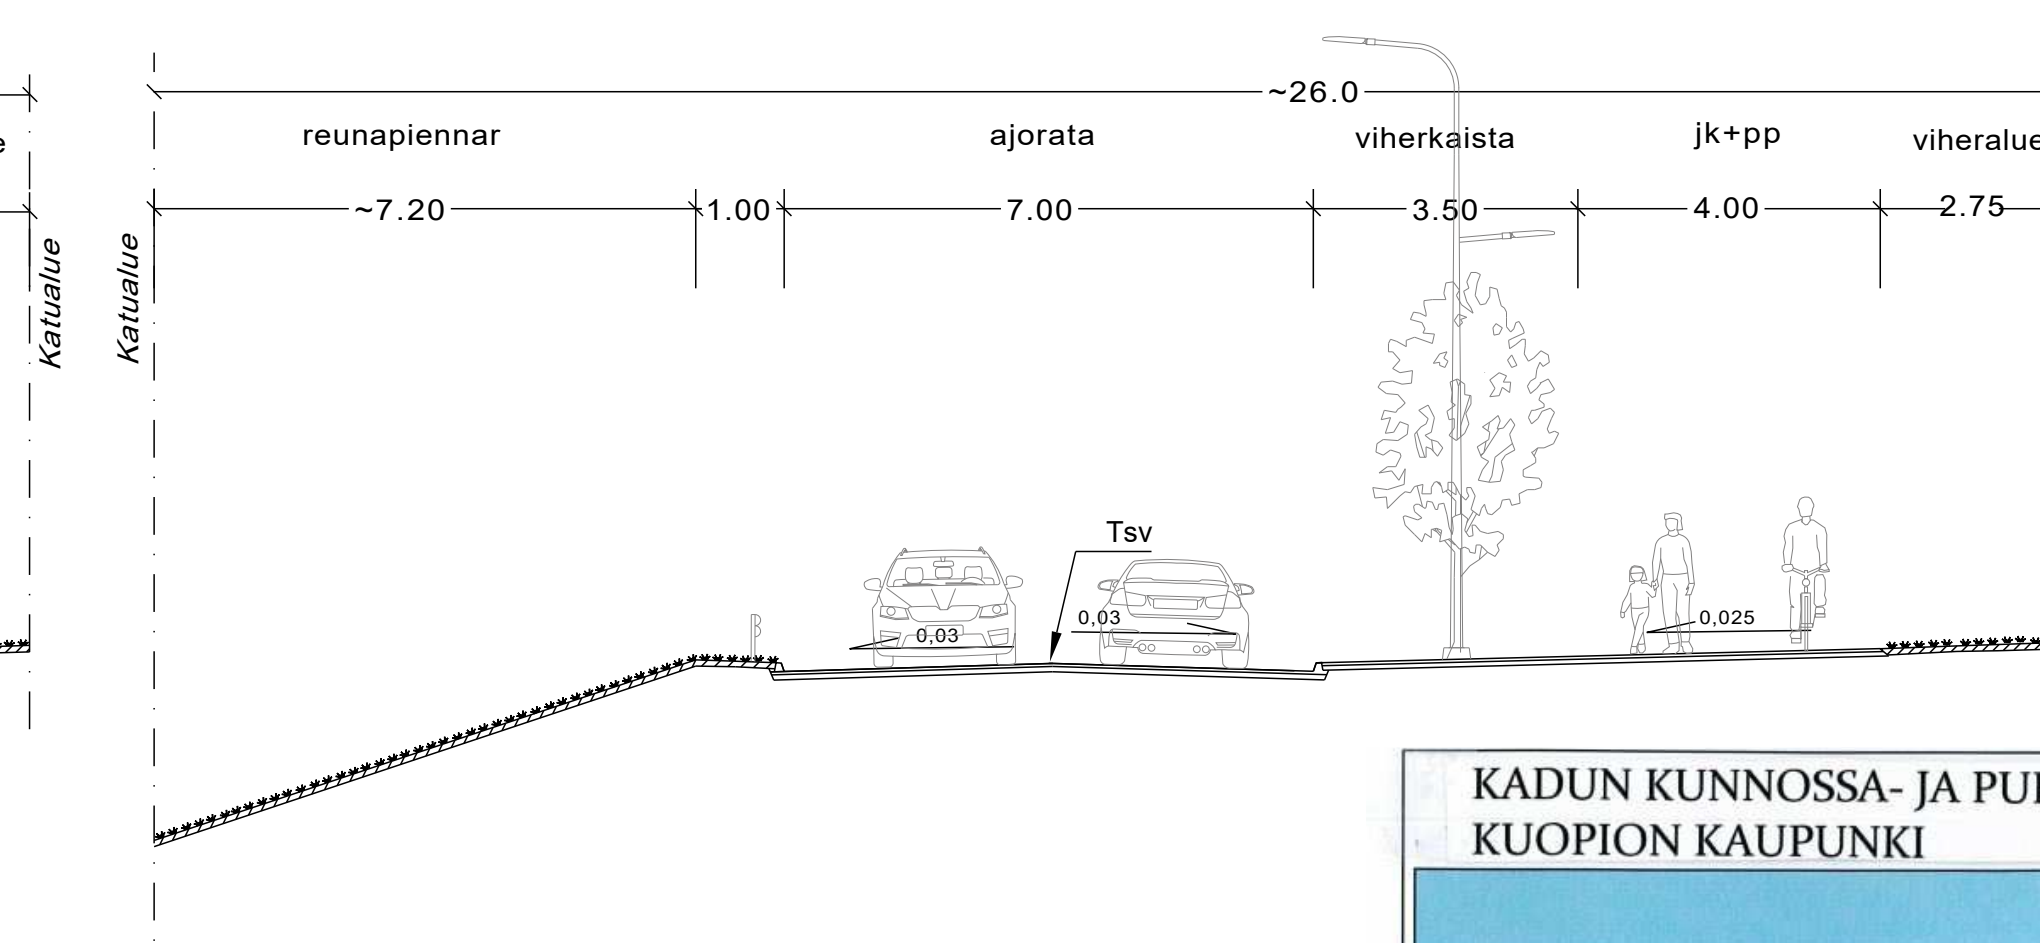 ~26.0
reunapiennar ajorata viherkaista jk+pp viheralue
~7.20 1.00 7.00 3.50 4.00 2.75
Katualue
Katualue
Tsv
0,03 0,03 0,025
KADUN KUNNOSSA- JA
KUOPION KAUPUNKI